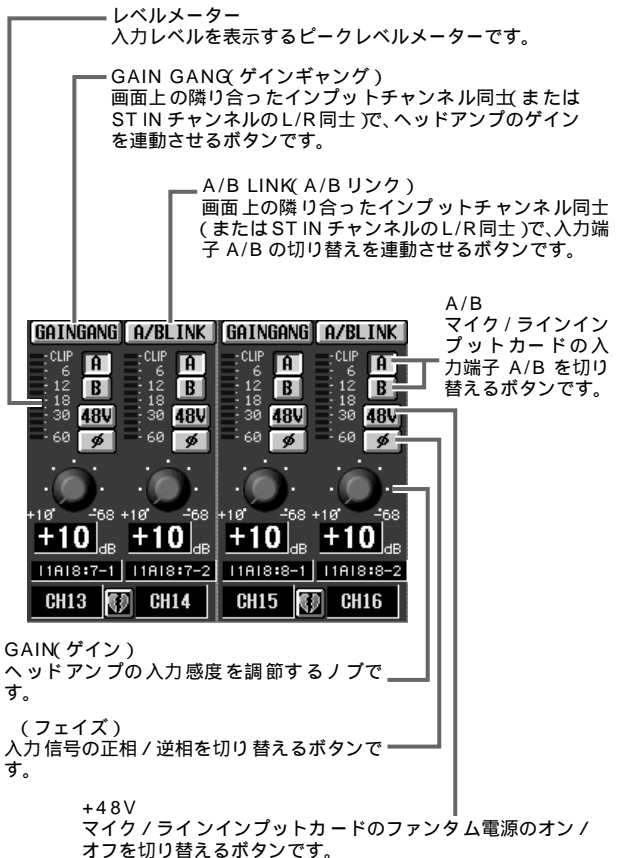 レベルメーター
入力レベルを表示するピークレベルメーターです。
GAIN GANG(ゲインギャング)
画面上の隣り合ったインプットチャンネル同士(または
ST INチャンネルのL/R同士)で、ヘッドアンプのゲイン
を連動させるボタンです。
A/B LINK(A/Bリンク)
画面上の隣り合ったインプットチャンネル同士
(またはST INチャンネルのL/R同士)で、入力端
子 A/B の切り替えを連動させるボタンです。
A/B
マイク/ラインイン
プットカードの入
力端子 A/B を切り
替えるボタンです。
GAINGANG A/BLINK GAINGANG A/BLINK
CLIP A CLIP A CLIP A CLIP A
6 6 6 6
12 B 12 B 12 B 12 B
18 18 18 18
30 48V 30 48V 30 48V 30 48V
60 ø 60 ø 60 ø 60 ø
+10 -68 +10 -68 +10 -68 +10 -68
+10 dB +10 dB +10 dB +10 dB
I1AI8:7-1 I1AI8:7-2 I1AI8:8-1 I1AI8:8-2
CH13 CH14 CH15 CH16
GAIN(ゲイン)
ヘッドアンプの入力感度を調節するノブで
す。
(フェイズ)
入力信号の正相/逆相を切り替えるボタンで
す。
+48V
マイク/ラインインプットカードのファンタム電源のオン/
オフを切り替えるボタンです。